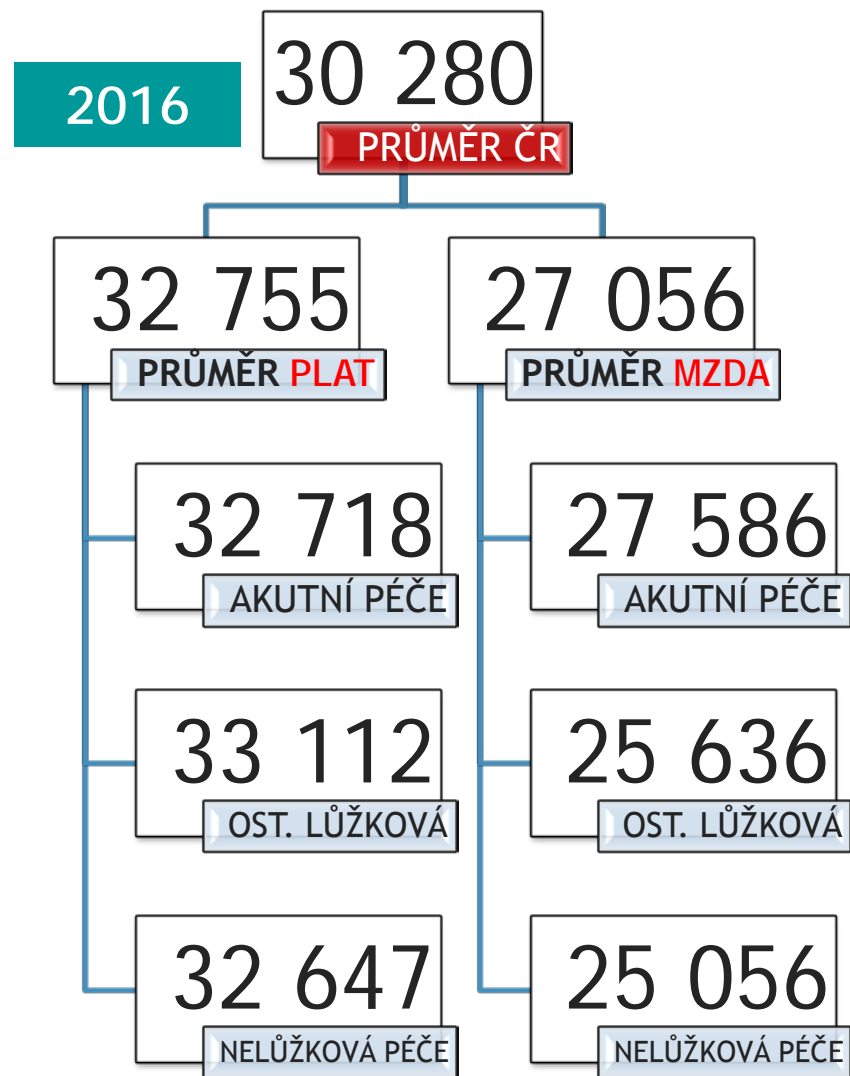 2016
30 280
PRŮMĚR ČR
32 755
PRŮMĚR PLAT
27 056
PRŮMĚR MZDA
32 718
AKUTNÍ PÉČE
27 586
AKUTNÍ PÉČE
33 112
OST. LŮŽKOVÁ
25 636
OST. LŮŽKOVÁ
32 647
NELŮŽKOVÁ PÉČE
25 056
NELŮŽKOVÁ PÉČE